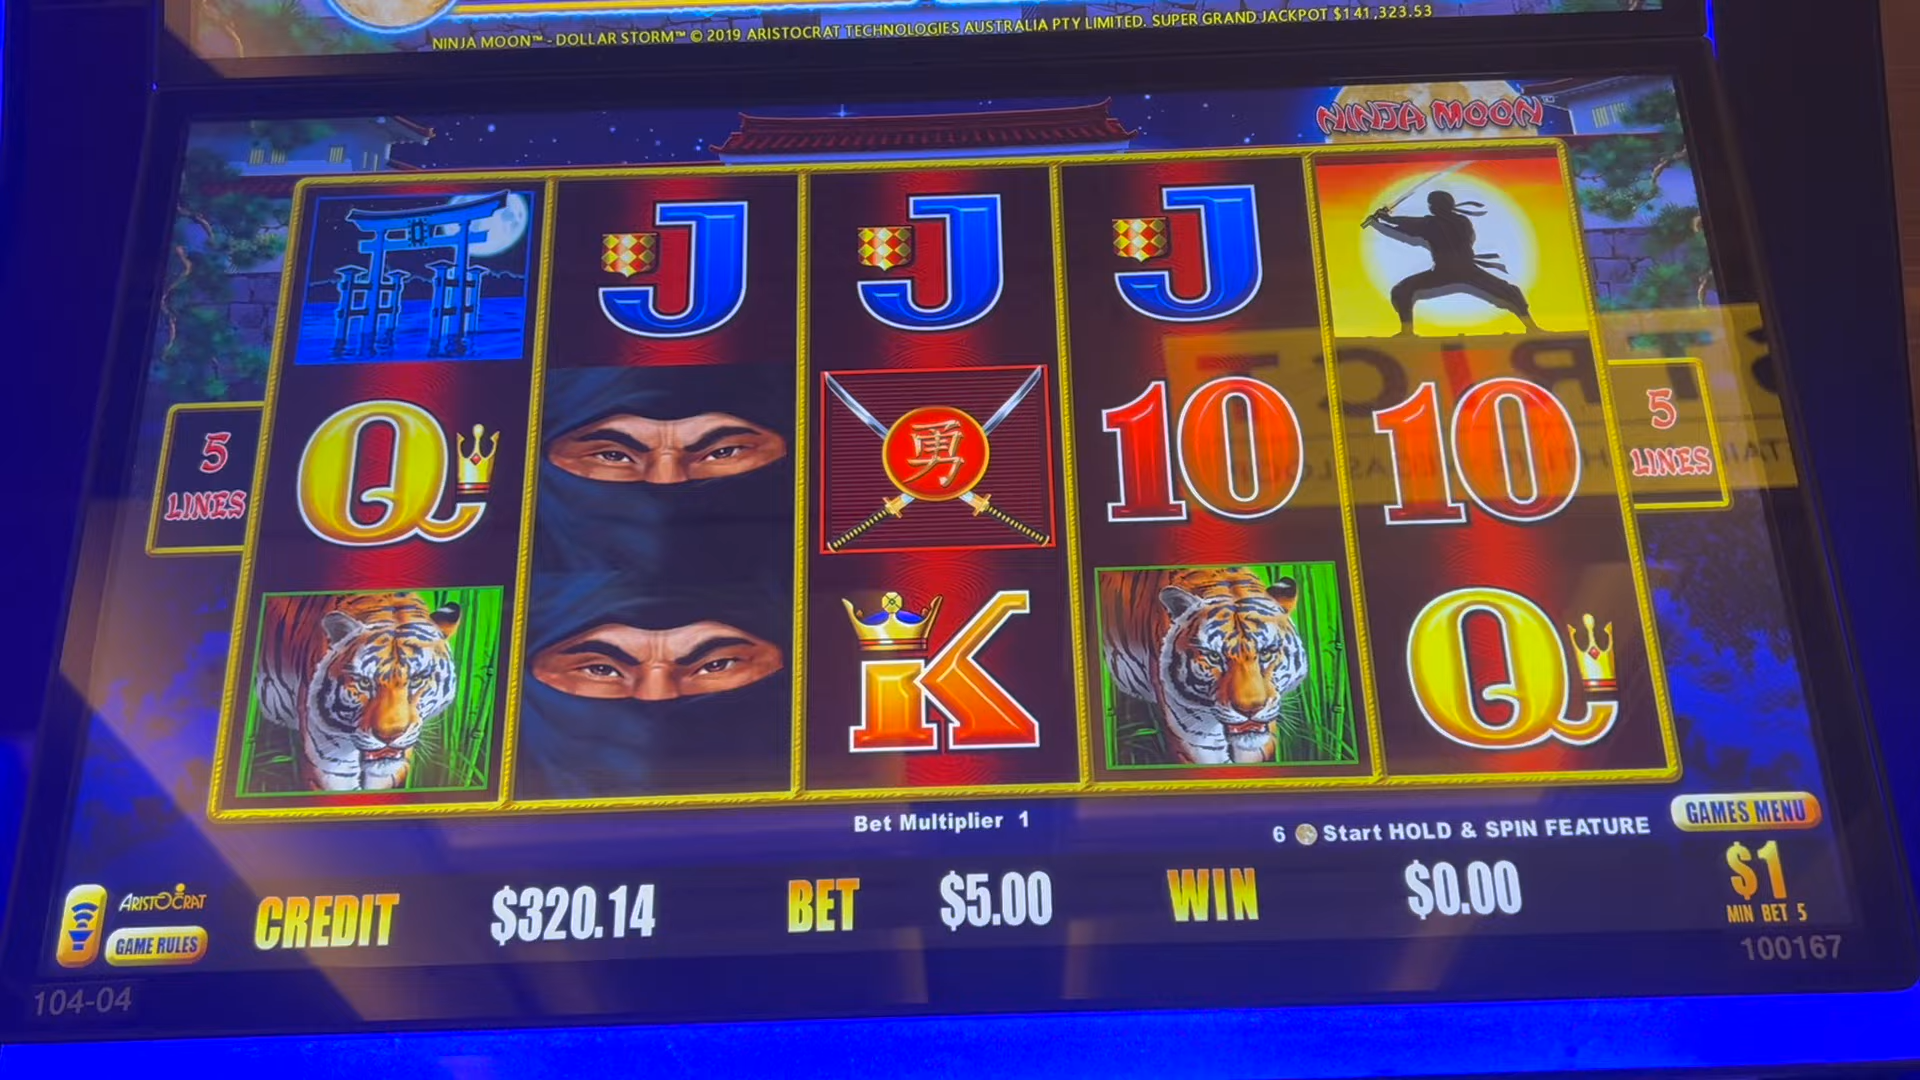 NINJA MOON™ - DOLLAR STORM™ © 2019 ARISTOCRAT TECHNOLOGIES AUSTRALIA PTY LIMITED. SUPER GRAND JACKPOT $141,323.53
NINJA MOON™
J J J
5 LINES
Q
勇
10 10
5 LINES
K
Q
Bet Multiplier 1
6 Start HOLD & SPIN FEATURE
GAMES MENU
ARISTOCRAT
GAME RULES
CREDIT $320.14 BET $5.00 WIN $0.00
$1
MIN BET 5
100167
104-04